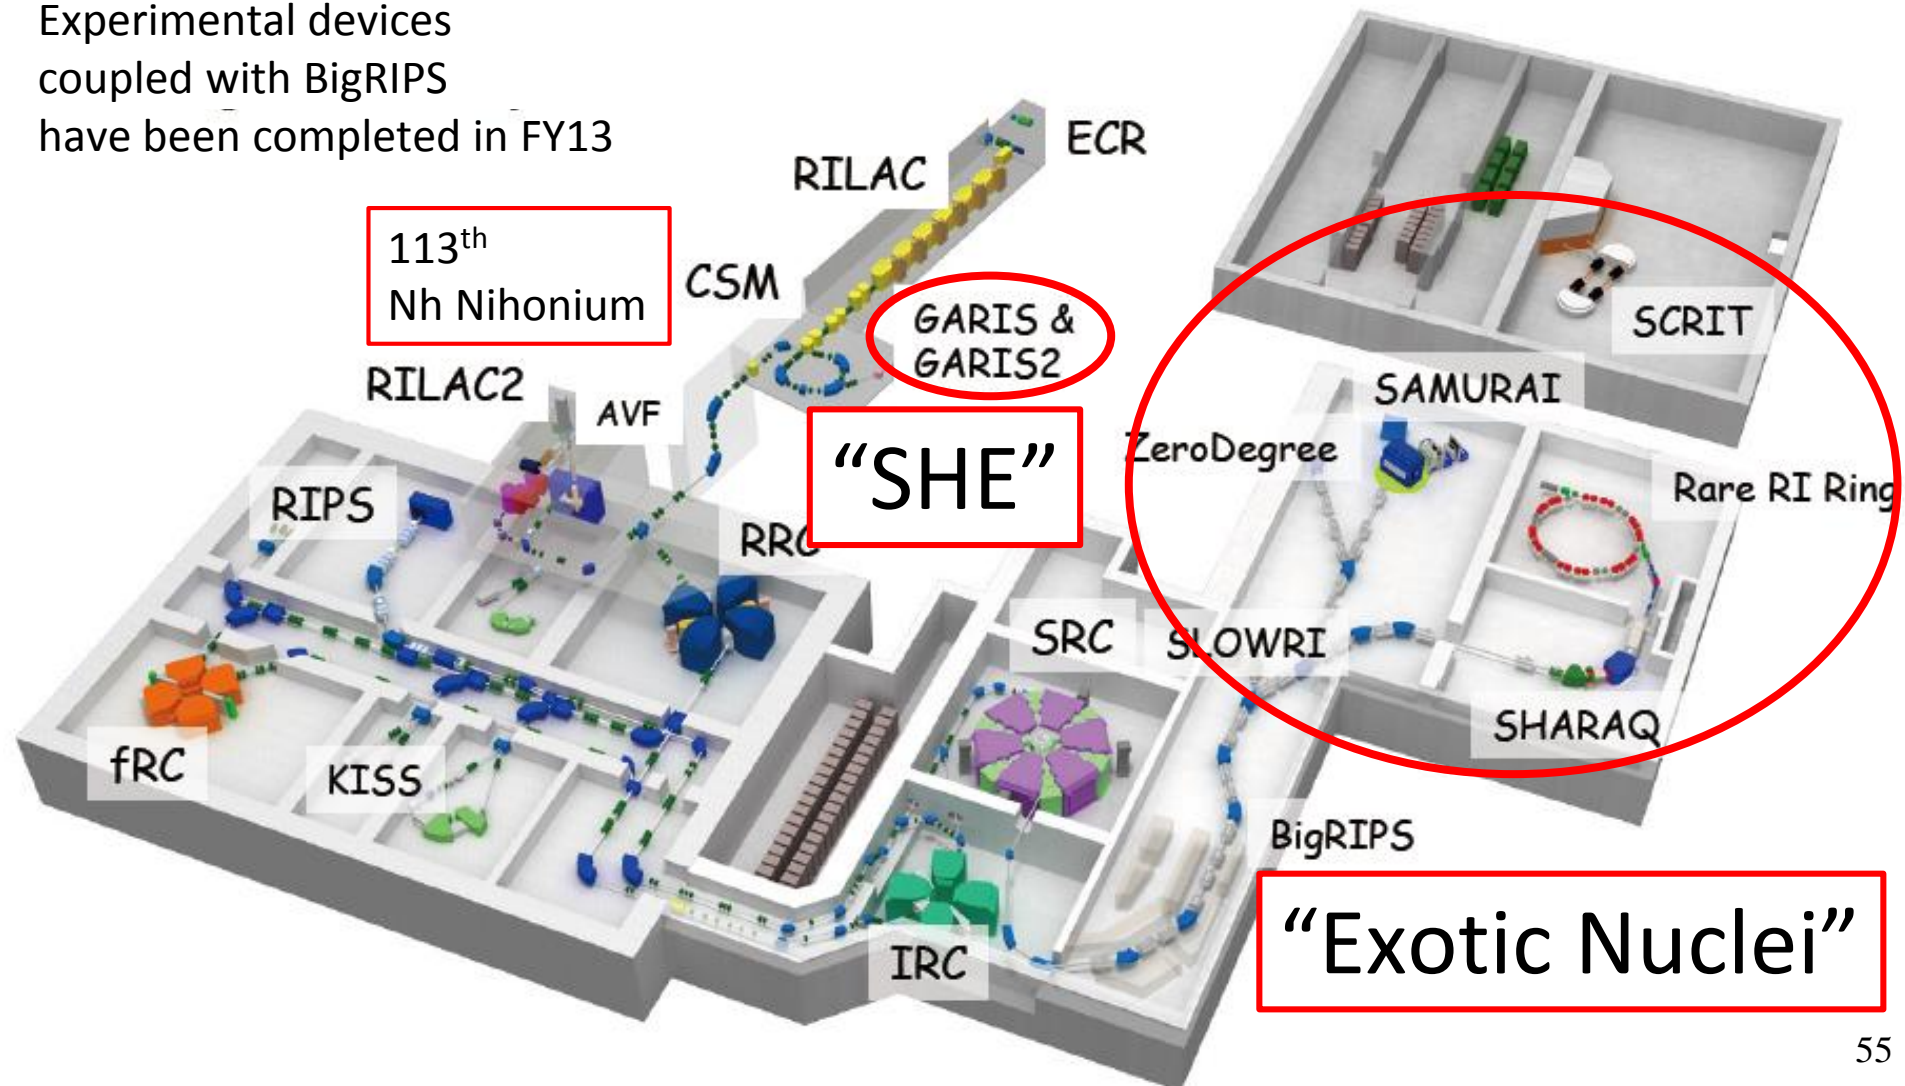 Experimental devices
coupled with BigRIPS
have been completed in FY13
ECR
RILAC
113th
Nh Nihonium
CSM
GARIS &
GARIS2
SCRIT
RILAC2
AVF
SAMURAI
"SHE"
ZeroDegree
RIPS
Rare RI Ring
RRC
SRC
SLOWRI
SHARAQ
fRC
KISS
BigRIPS
IRC
“Exotic Nuclei”
55